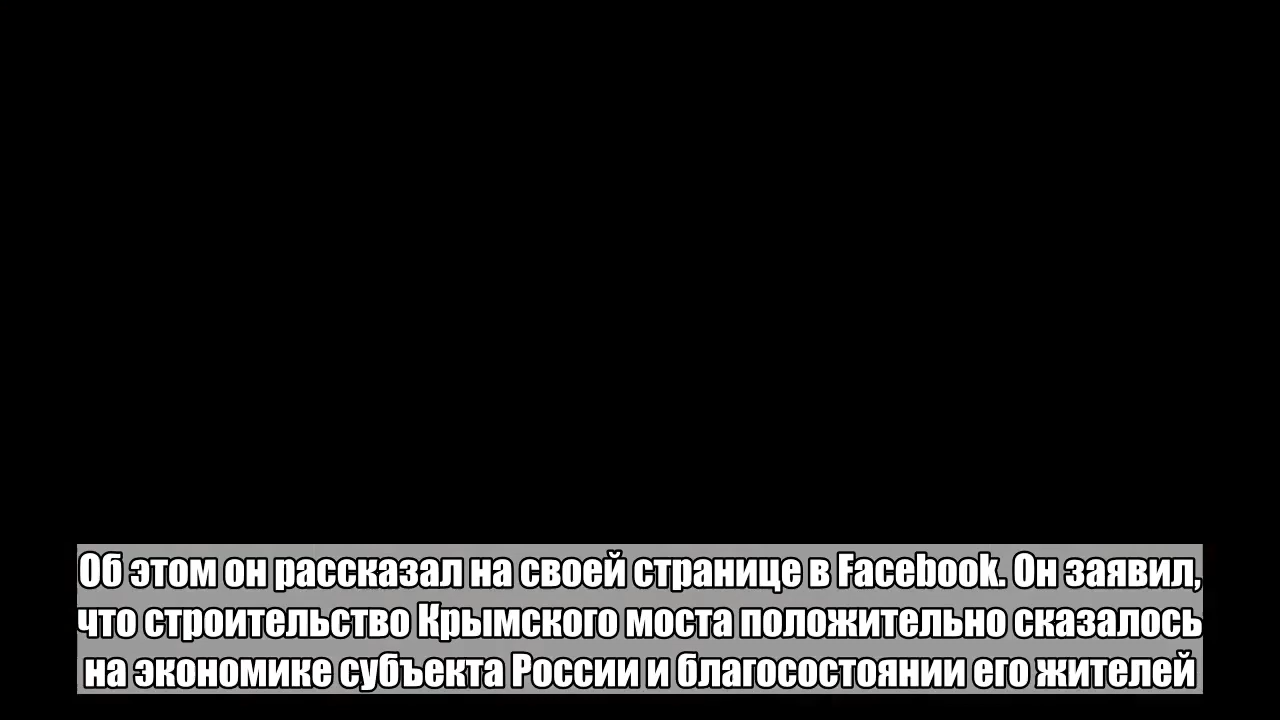 Об этом он рассказал на своей странице в Facebook. Он заявил,
что строительство Крымского моста положительно сказалось
на экономике субъекта России и благосостоянии его жителей